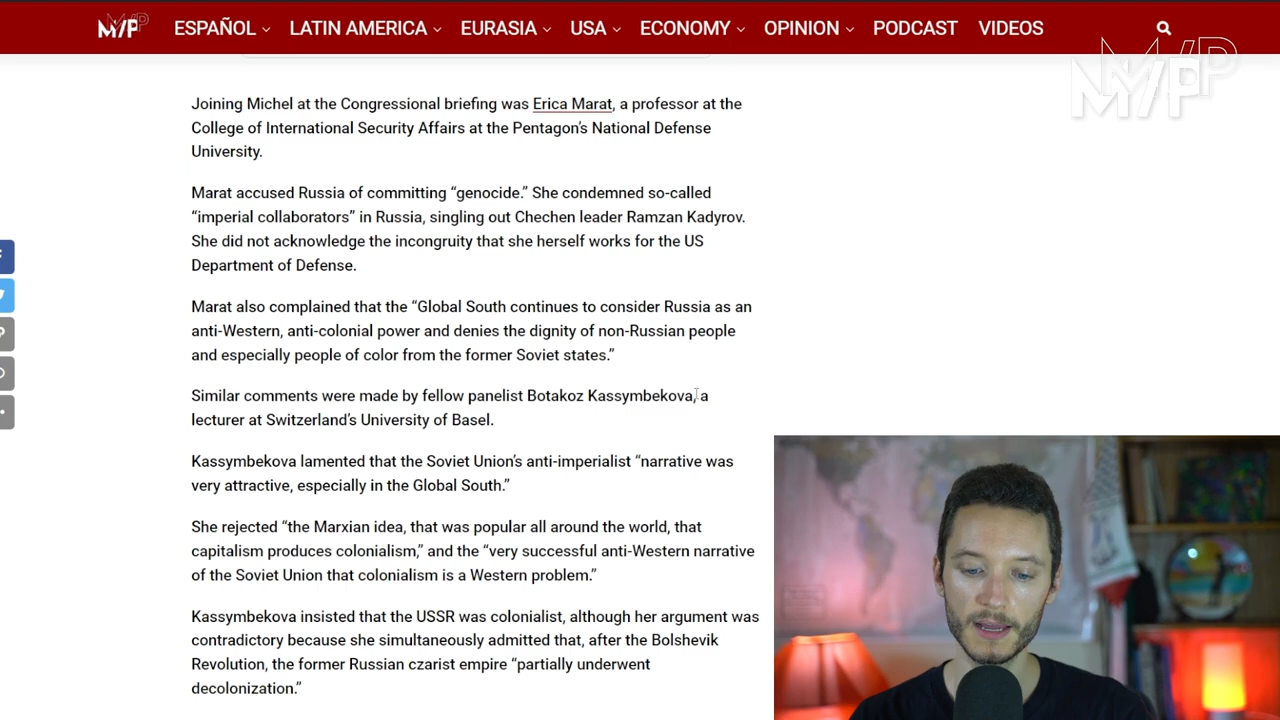 M/P ESPAÑOL LATIN AMERICA EURASIA USA ECONOMY OPINION PODCAST VIDEOS
M/P
Joining Michel at the Congressional briefing was Erica Marat, a professor at the
College of International Security Affairs at the Pentagon’s National Defense
University.
Marat accused Russia of committing “genocide.” She condemned so-called
“imperial collaborators” in Russia, singling out Chechen leader Ramzan Kadyrov.
She did not acknowledge the incongruity that she herself works for the US
Department of Defense.
Marat also complained that the “Global South continues to consider Russia as an
anti-Western, anti-colonial power and denies the dignity of non-Russian people
and especially people of color from the former Soviet states.”
Similar comments were made by fellow panelist Botakoz Kassymbekova, a
lecturer at Switzerland’s University of Basel.
Kassymbekova lamented that the Soviet Union’s anti-imperialist “narrative was
very attractive, especially in the Global South.”
She rejected “the Marxian idea, that was popular all around the world, that
capitalism produces colonialism,” and the “very successful anti-Western narrative
of the Soviet Union that colonialism is a Western problem.”
Kassymbekova insisted that the USSR was colonialist, although her argument was
contradictory because she simultaneously admitted that, after the Bolshevik
Revolution, the former Russian czarist empire “partially underwent
decolonization.”